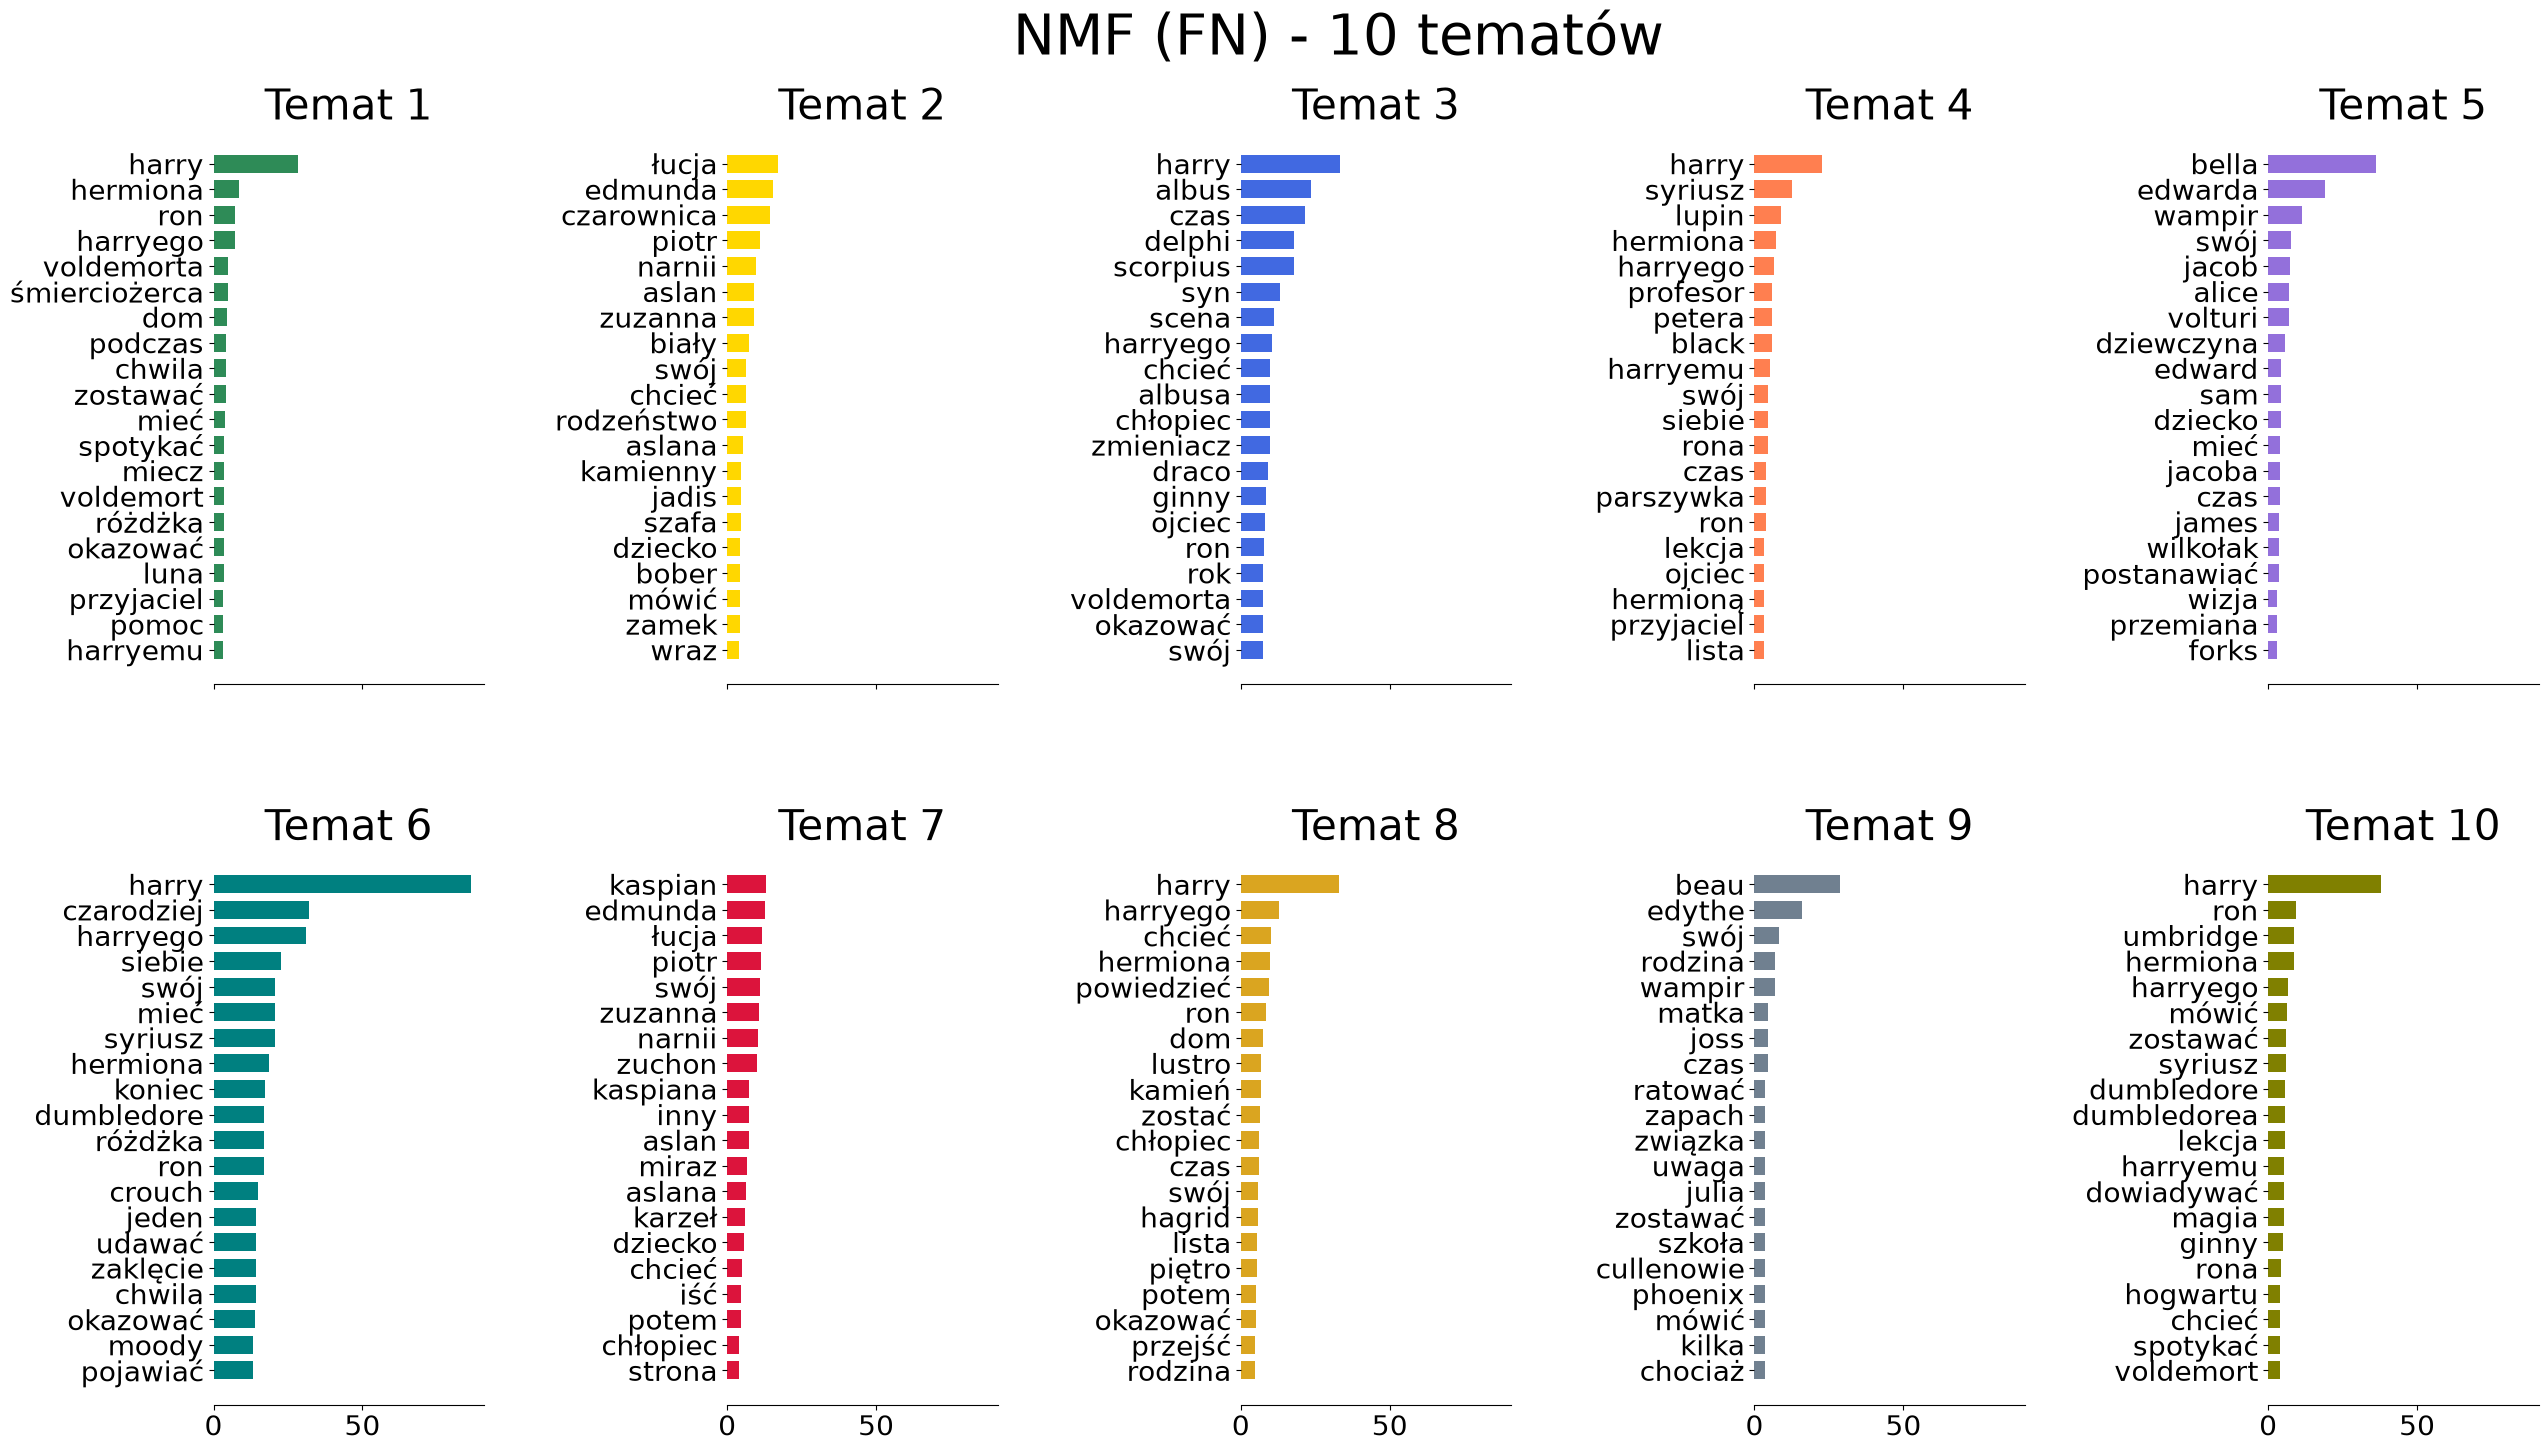 NMF (FN) - 10 tematów
Temat 1
harry
hermiona
ron
harryego
voldemorta
śmierciożerca
dom
podczas
chwila
zostawać
mieć
spotykać
miecz
voldemort
różdżka
okazować
luna
przyjaciel
pomoc
harryemu
Temat 2
łucja
edmunda
czarownica
piotr
narnii
aslan
zuzanna
biały
swój
chcieć
rodzeństwo
aslana
kamienny
jadis
szafa
dziecko
bober
mówić
zamek
wraz
Temat 3
harry
albus
czas
delphi
scorpius
syn
scena
harryego
chcieć
albusa
chłopiec
zmieniacz
draco
ginny
ojciec
ron
rok
voldemorta
okazować
swój
Temat 4
harry
syriusz
lupin
hermiona
harryego
profesor
petera
black
harryemu
swój
siebie
rona
czas
parszywka
ron
lekcja
ojciec
hermioną
przyjaciel
lista
Temat 5
bella
edwarda
wampir
swój
jacob
alice
volturi
dziewczyna
edward
sam
dziecko
mieć
jacoba
czas
james
wilkołak
postanawiać
wizja
przemiana
forks
Temat 6
harry
czarodziej
harryego
siebie
swój
mieć
syriusz
hermiona
koniec
dumbledore
różdżka
ron
crouch
jeden
udawać
zaklęcie
chwila
okazować
moody
pojawiać
0 50
Temat 7
kaspian
edmunda
łucja
piotr
swój
zuzanna
narnii
zuchon
kaspiana
inny
aslan
miraz
aslana
karzeł
dziecko
chcieć
iść
potem
chłopiec
strona
0 50
Temat 8
harry
harryego
chcieć
hermiona
powiedzieć
ron
dom
lustro
kamień
zostać
chłopiec
czas
swój
hagrid
lista
piętro
potem
okazować
przejść
rodzina
0 50
Temat 9
beau
edythe
swój
rodzina
wampir
matka
joss
czas
ratować
zapach
związka
uwaga
julia
zostawać
szkoła
cullenowie
phoenix
mówić
kilka
chociaż
0 50
Temat 10
harry
ron
umbridge
hermiona
harryego
mówić
zostawać
syriusz
dumbledore
dumbledorea
lekcja
harryemu
dowiadywać
magia
ginny
rona
hogwartu
chcieć
spotykać
voldemort
0 50